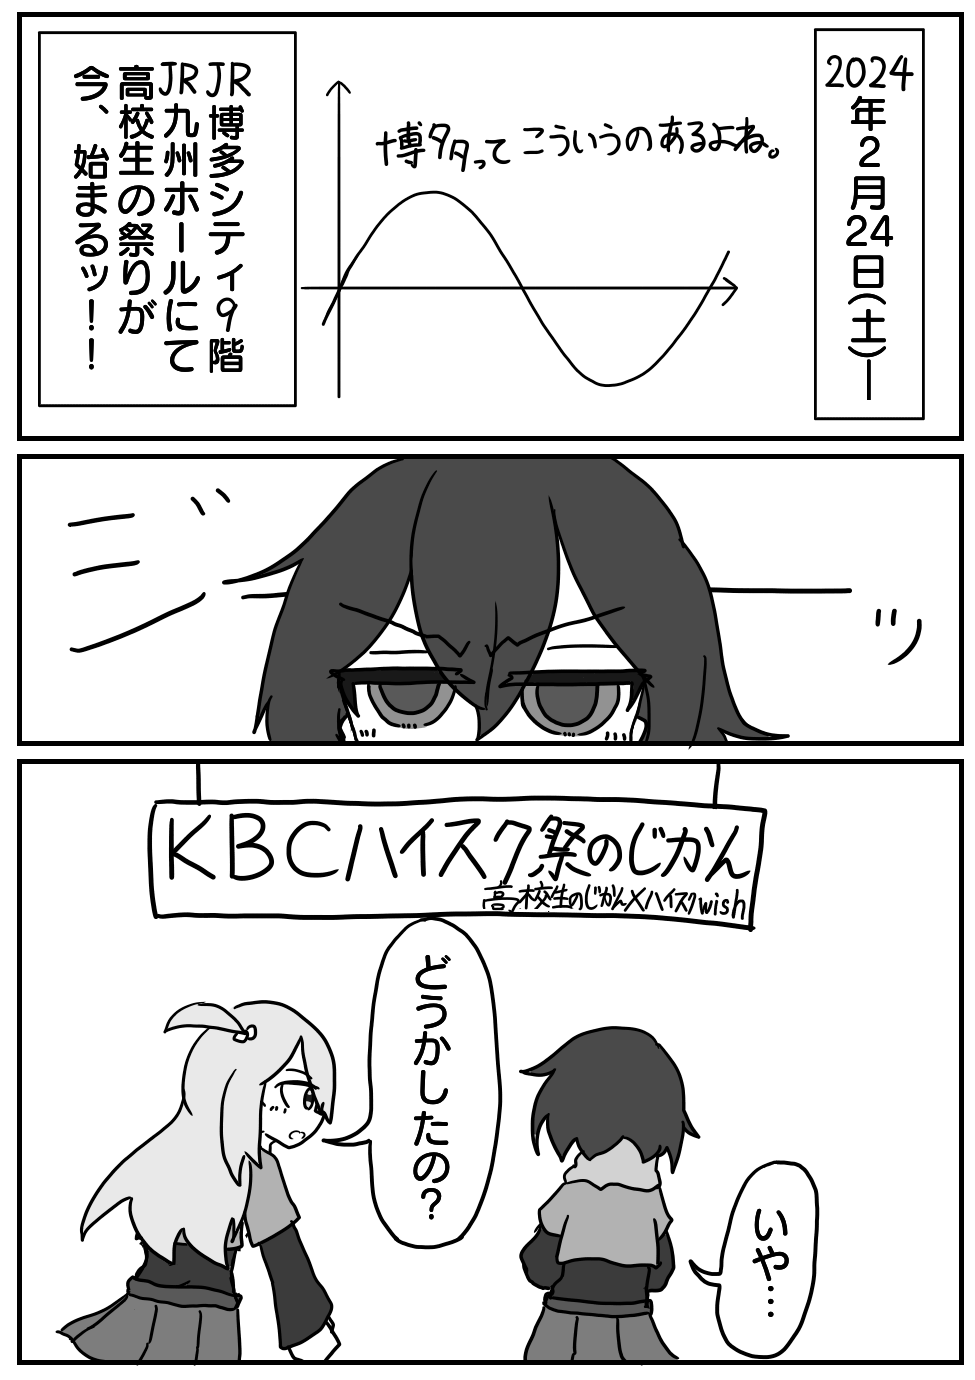 2024年2月24日(土)―
博多ってこういうのあるよね。
JR博多シティ9階
JR九州ホールにて
高校生の祭りが
今、始まるッ！！
ジーッ
KBCハイスク祭のじかん
高校生のじかん×ハイスクwish
どうかしたの？
いや…